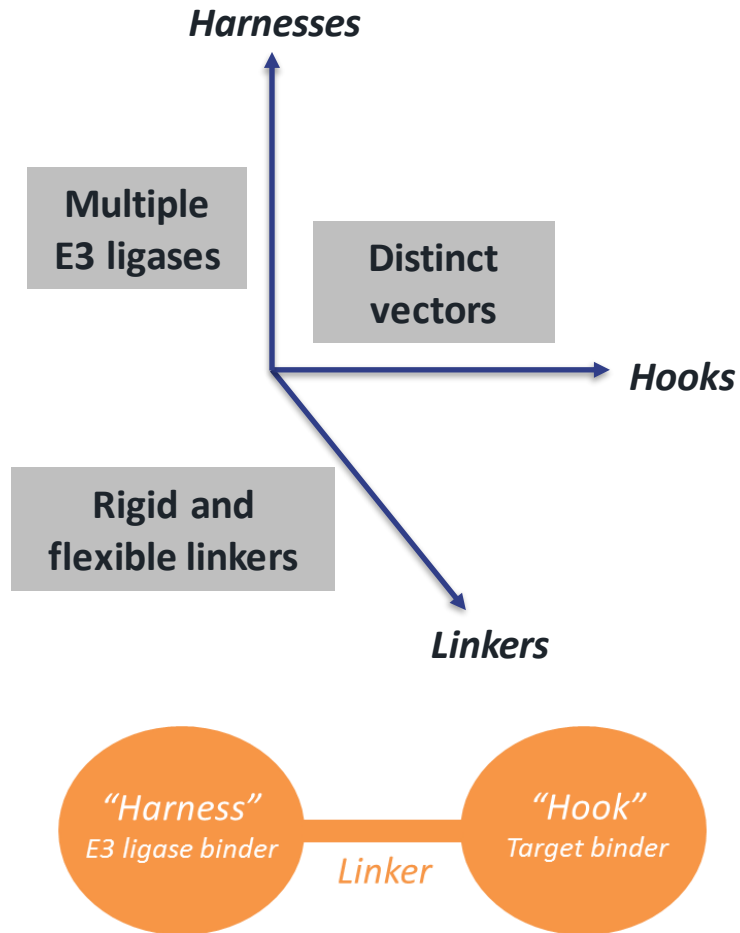 Harnesses
Multiple
E3 ligases
Distinct
vectors
Hooks
Rigid and
flexible linkers
Linkers
“Harness”
E3 ligase binder
Linker
“Hook”
Target binder